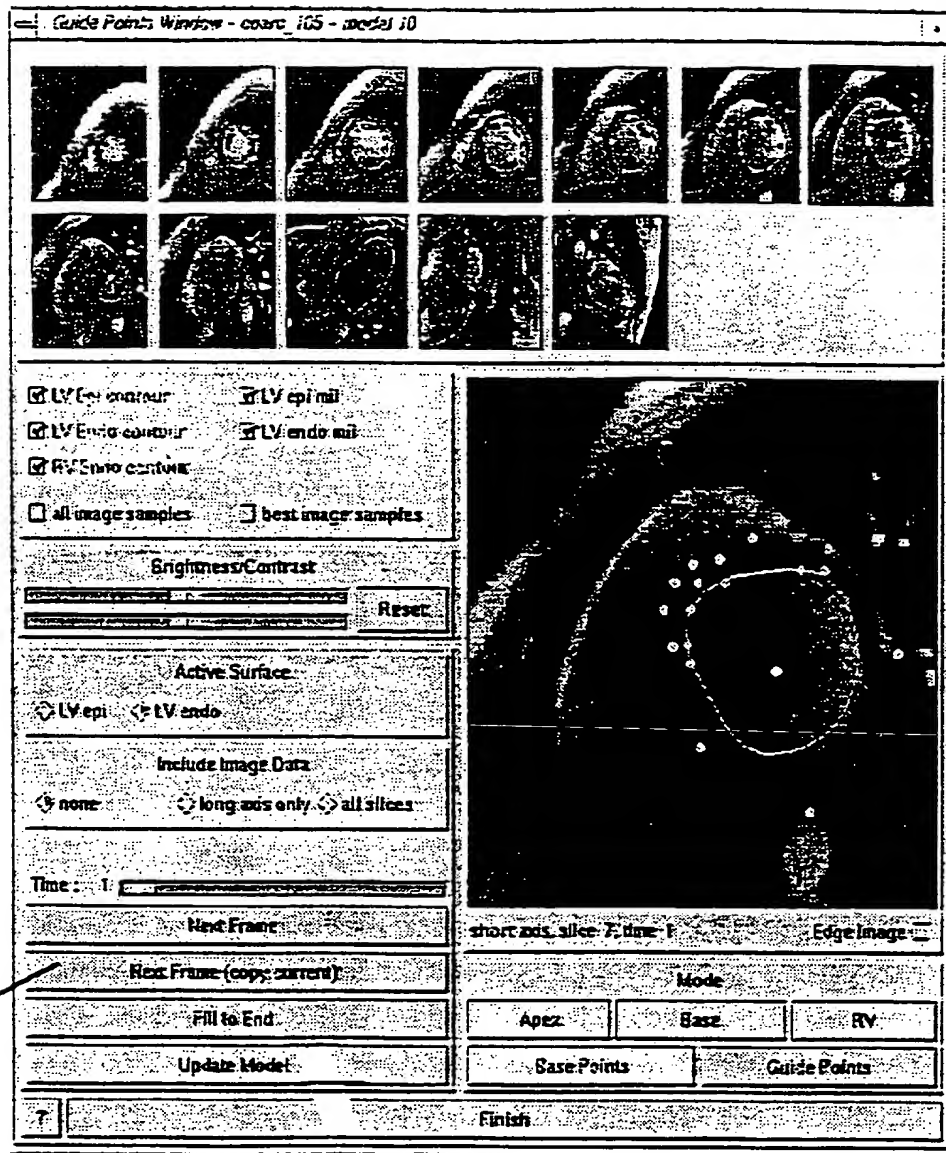 Guide Points Window - coarc_105 - model 10
LV Epi contour LV epi mil
LV Endo contour LV endo mil
RV Endo contour
all image samples best image samples
Brightness/Contrast
Reset
Active Surface:
LV epi LV endo
Include Image Data
none long axis only all slices
Time : 1
Next Frame
short axis, slice 7, time 1 Edge Image
Next Frame (copy current)
Mode
Fill to End
Apex Base RV
Update Model
Base Points Guide Points
?
Finish